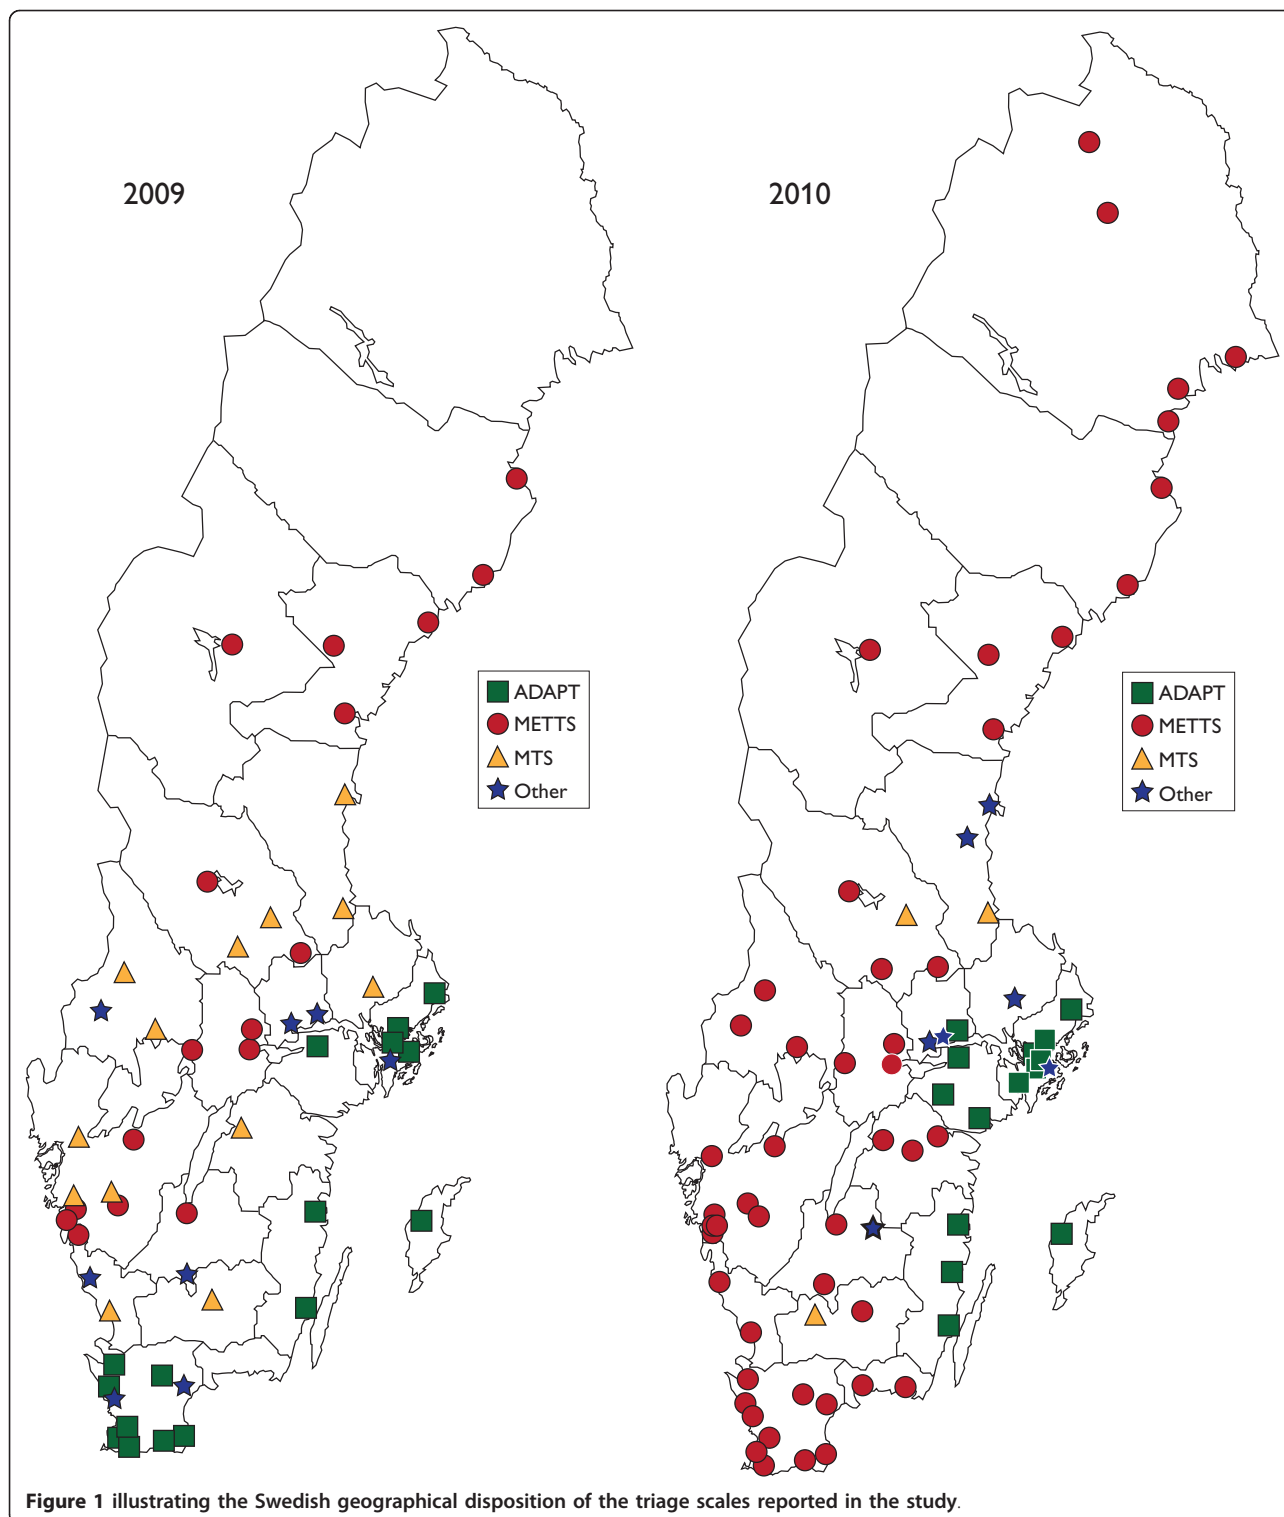 2009
2010
ADAPT
METTS
MTS
Other
ADAPT
METTS
MTS
Other
Figure 1 illustrating the Swedish geographical disposition of the triage scales reported in the study.